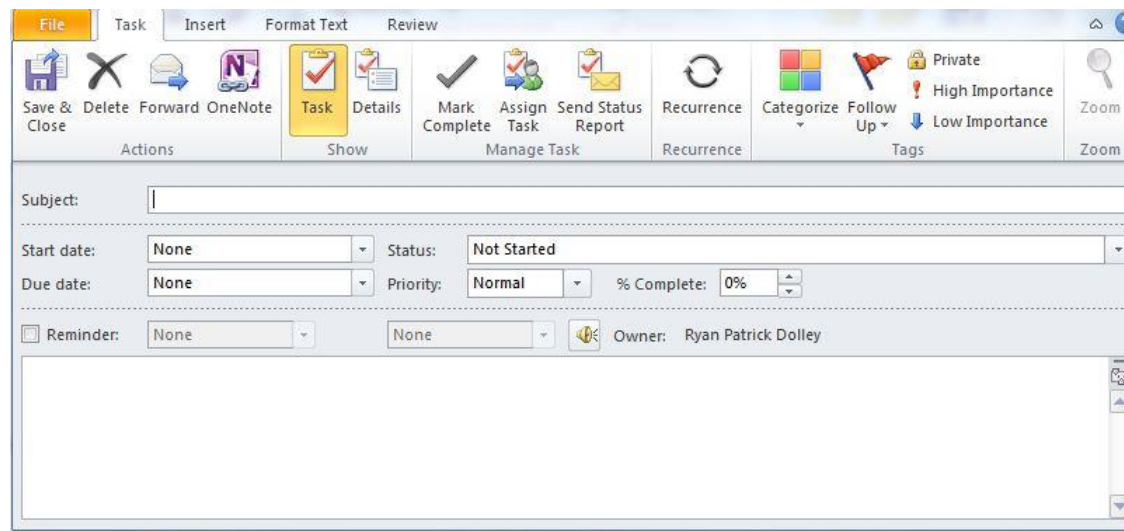 File Task Insert Format Text Review
Save & Close Delete Forward OneNote Task Details Mark Complete Assign Task Send Status Report Recurrence Categorize Follow Up Private
High Importance
Low Importance
Zoom
Actions Show Manage Task Recurrence Tags Zoom
Subject:
Start date: None Status: Not Started
Due date: None Priority: Normal % Complete: 0%
Reminder: None None Owner: Ryan Patrick Dolley